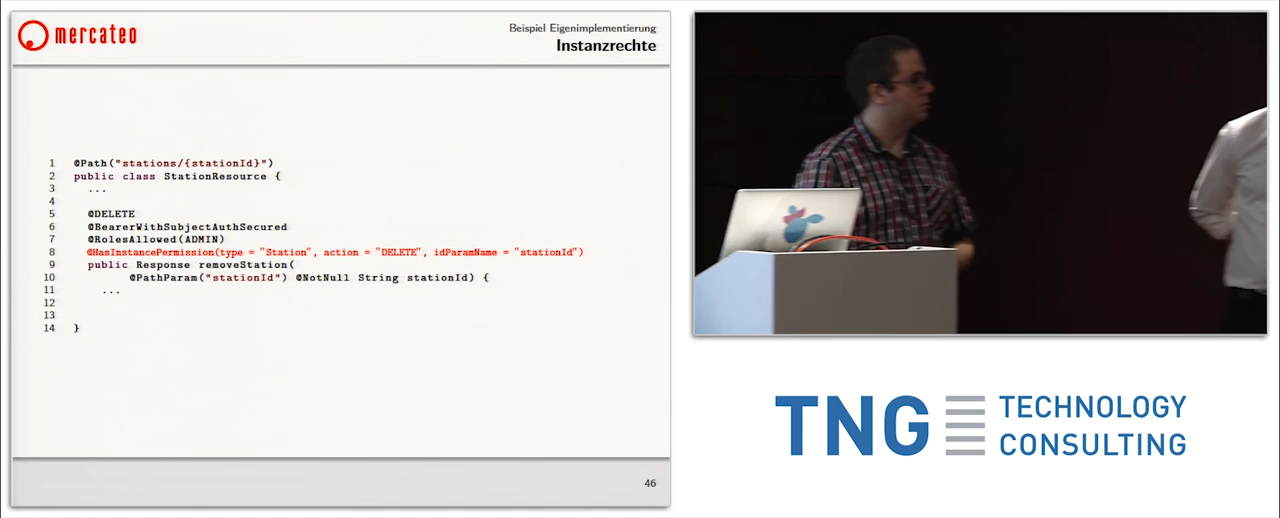 mercateo
Beispiel Eigenimplementierung
Instanzrechte
1 @Path("stations/{stationId}")
2 public class StationResource {
3 ...
4
5 @DELETE
6 @BearerWithSubjectAuthSecured
7 @RolesAllowed(ADMIN)
8 @HasInstancePermission(type = "Station", action = "DELETE", idParamName = "stationId")
9 public Response removeStation(
10 @PathParam("stationId") @NotNull String stationId) {
11 ...
12
13
14 }
46
TNG TECHNOLOGY
CONSULTING